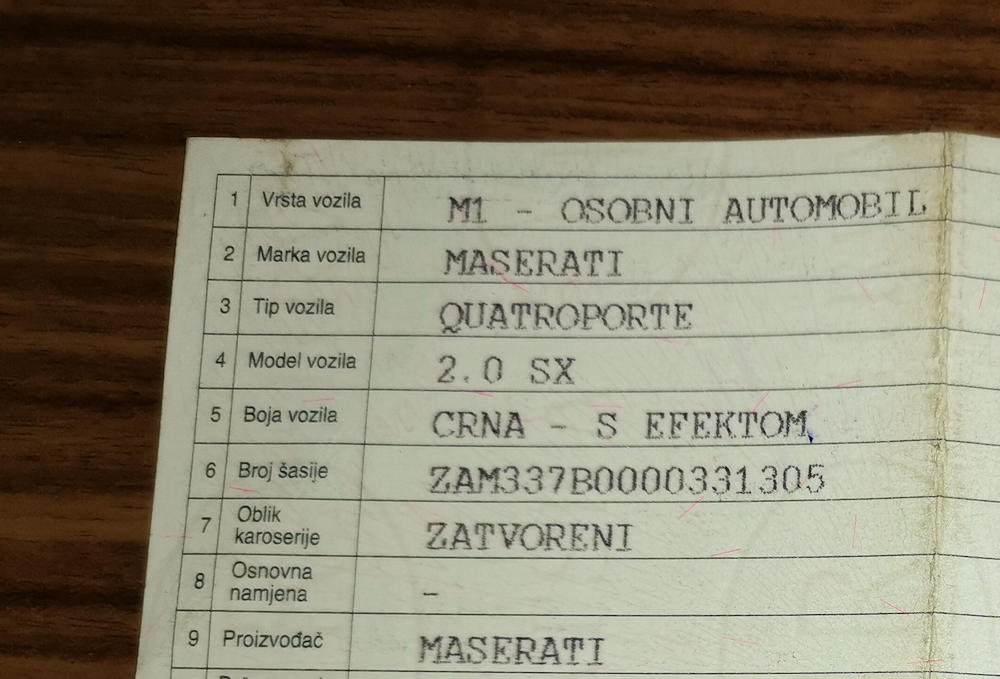 1 Vrsta vozila M1 - OSOBNI AUTOMOBIL
2 Marka vozila MASERATI
3 Tip vozila QUATROPORTE
4 Model vozila 2.0 SX
5 Boja vozila CRNA - S EFEKTOM
6 Broj šasije ZAM337B0000331305
7 Oblik karoserije ZATVORENI
8 Osnovna namjena -
9 Proizvođač MASERATI